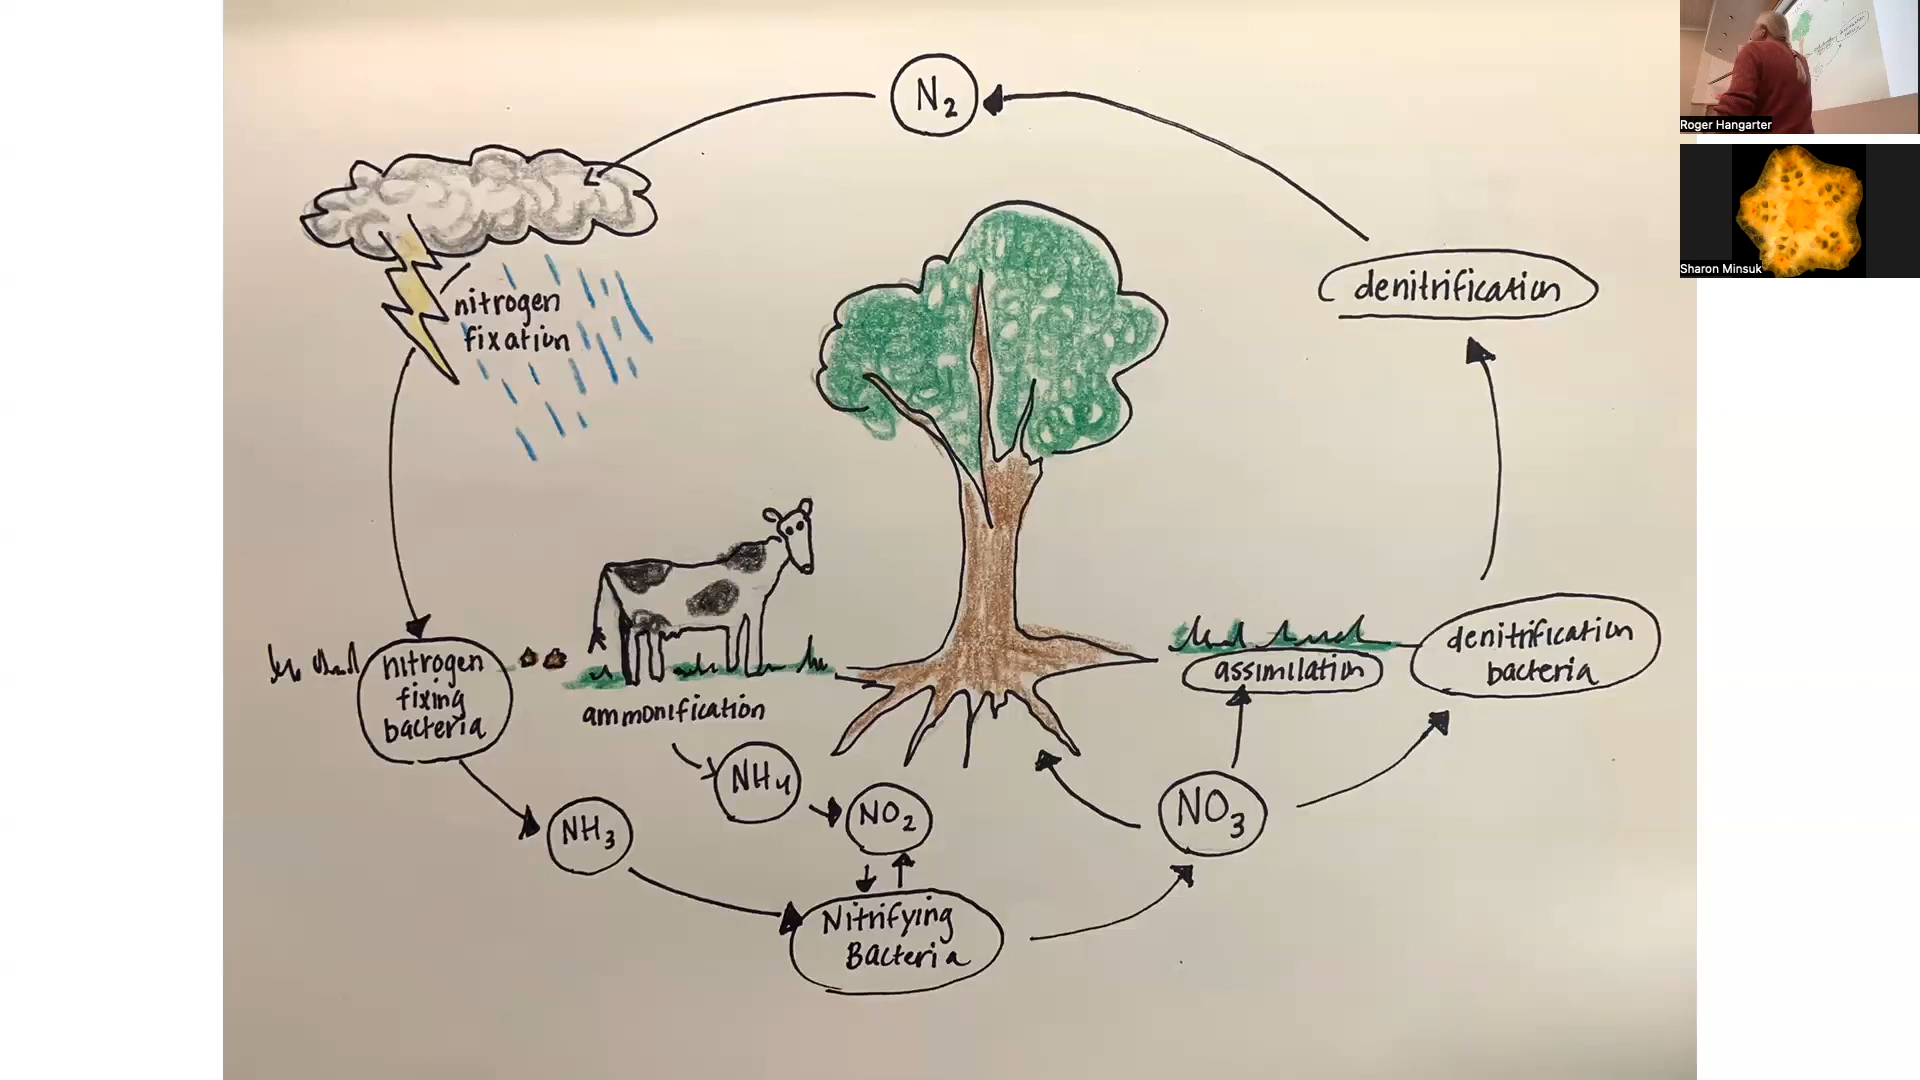 N2
nitrogen
fixation
denitrification
nitrogen
fixing
bacteria
ammonification
assimilation
denitrification
bacteria
NH3
NH4
NO2
NO3
Nitrifying
Bacteria
Roger Hangarter
Sharon Minsuk